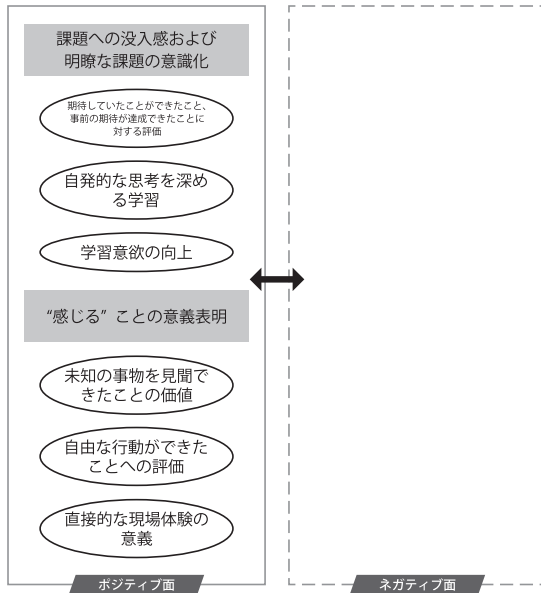 課題への没入感および
明瞭な課題の意識化
期待していたことができたこと、
事前の期待が達成できたことに
対する評価
自発的な思考を深め
る学習
学習意欲の向上
“感じる”ことの意義表明
未知の事物を見聞で
きたことの価値
自由な行動ができた
ことへの評価
直接的な現場体験の
意義
ポジティブ面
ネガティブ面